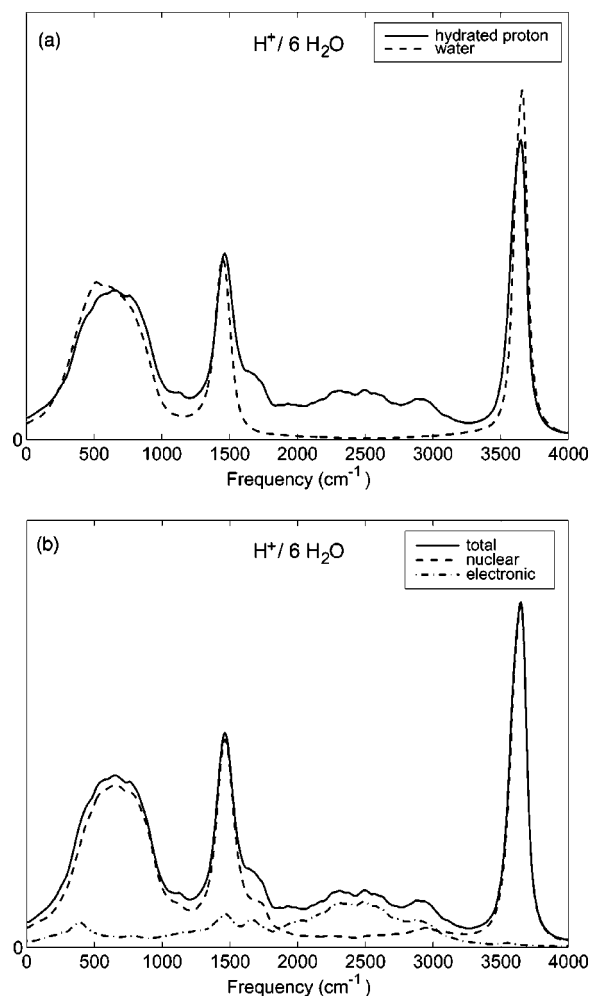 (a)
H⁺/ 6 H₂O
hydrated proton
water
0
0 500 1000 1500 2000 2500 3000 3500 4000
Frequency (cm⁻¹)
(b)
H⁺/ 6 H₂O
total
nuclear
electronic
0
0 500 1000 1500 2000 2500 3000 3500 4000
Frequency (cm⁻¹)